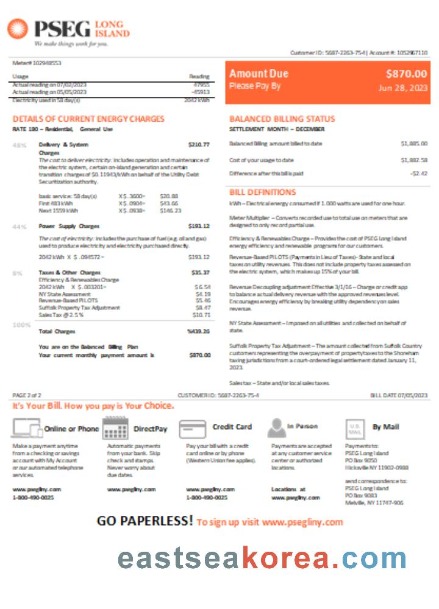 PSEG LONG ISLAND
We make things work for you.
Customer ID: 5687-2263-754 | Account #: 1052967110
Meter# 102949553
Usage Reading
Actual reading on 07/02/2023 47955
Actual reading on 05/05/2023 -45913
Electricity used in 58 day(s) 2042 kWh
Amount Due $870.00
Please Pay By Jun 28, 2023
DETAILS OF CURRENT ENERGY CHARGES
RATE 180 – Residential, General Use
48% Delivery & System $210.77
Charges
The cost to deliver electricity: includes operation and maintenance of
the electric system, certain on-island generation and certain
transition charges of $0.11943/kWh on behalf of the Utility Debt
Securitization authority.
basic service: 58 day(s) X $ .3600= $20.88
First 483 kWh X $ .0904= $43.66
Next 1559 kWh X $ .0938= $146.23
44% Power Supply Charges $193.12
The cost of electricity: includes the purchase of fuel (e.g. oil and gas)
used to produce electricity and electricity purchased directly.
2042 kWh X $ .094572 = $193.12
8% Taxes & Other Charges $35.37
Efficiency & Renewables Charge
2042 kWh X $ .003201= $6.54
NY State Assessment $4.19
Revenue-Based PILOTS $5.46
Suffolk Property Tax Adjustment $8.47
Sales Tax @ 2.5% $10.71
100%
Total Charges $439.26
You are on the Balanced Billing Plan
Your current monthly payment amount is $870.00
BALANCED BILLING STATUS
SETTLEMENT MONTH – DECEMBER
Balanced Billing amount billed to date $1,885.00
Cost of your usage to date $1,882.58
Difference after this bill is paid -$2.42
BILL DEFINITIONS
kWh – Electrical energy consumed if 1,000 watts are used for one hour.
Meter Multiplier – Converts recorded use to total use on meters that are
designed to only record partial use.
Efficiency & Renewable Charge – Provides the cost of PSEG Long Island
energy efficiency and renewable programs for our customers.
Revenue-Based PILOTS (Payments in Lieu of Taxes)- State and local
taxes on utility revenues. This does not include property taxes assessed on
the electric system, which makes up 15% of your bill.
Revenue Decoupling adjustment Effective 3/1/16 – Charge or credit app
to balance actual delivery revenue with the approved revenue levels.
Encourages energy efficiency by breaking utility dependency on sales
revenue.
NY State Assessment – Imposed on all utilities and collected on behalf of
state.
Suffolk Property Tax Adjustment – The amount collected from Suffolk County
customers representing the overpayment of property taxes to the Shoreham
taxing jurisdictions from a court-ordered legal settlement dated January 11,
2023.
Sales tax – State and/or local sales taxes.
PAGE 2 of 2 CUSTOMER ID: 5687-2263-75-4 BILL DATE 07/05/2023
It's Your Bill. How you pay is Your Choice.
Online or Phone
Make a payment anytime
from a checking or savings
account with My Account
or our automated telephone
services.
www.psegliny.com
1-800-490-0025
DirectPay
Automatic payments
from your bank. Skip
check and stamps.
Never worry about
due dates.
www.psegliny.com
1-800-490-0025
Credit Card
Pay your bill with a credit
card online or by phone
(Western Union fee applies).
www.psegliny.com
1-800-490-0025
In Person
Payments are accepted
at any customer service
center or authorized
locations.
Locations at
www.psegliny.com
U.S. MAIL
By Mail
Payments to:
PSEG Long Island
PO Box 9050
Hicksville NY 11902-0988
send correspondence to:
PSEG Long Island
PO Box 9083
Melville, NY 11747-906
GO PAPERLESS! To sign up visit www.psegliny.com
eastseakorea.com